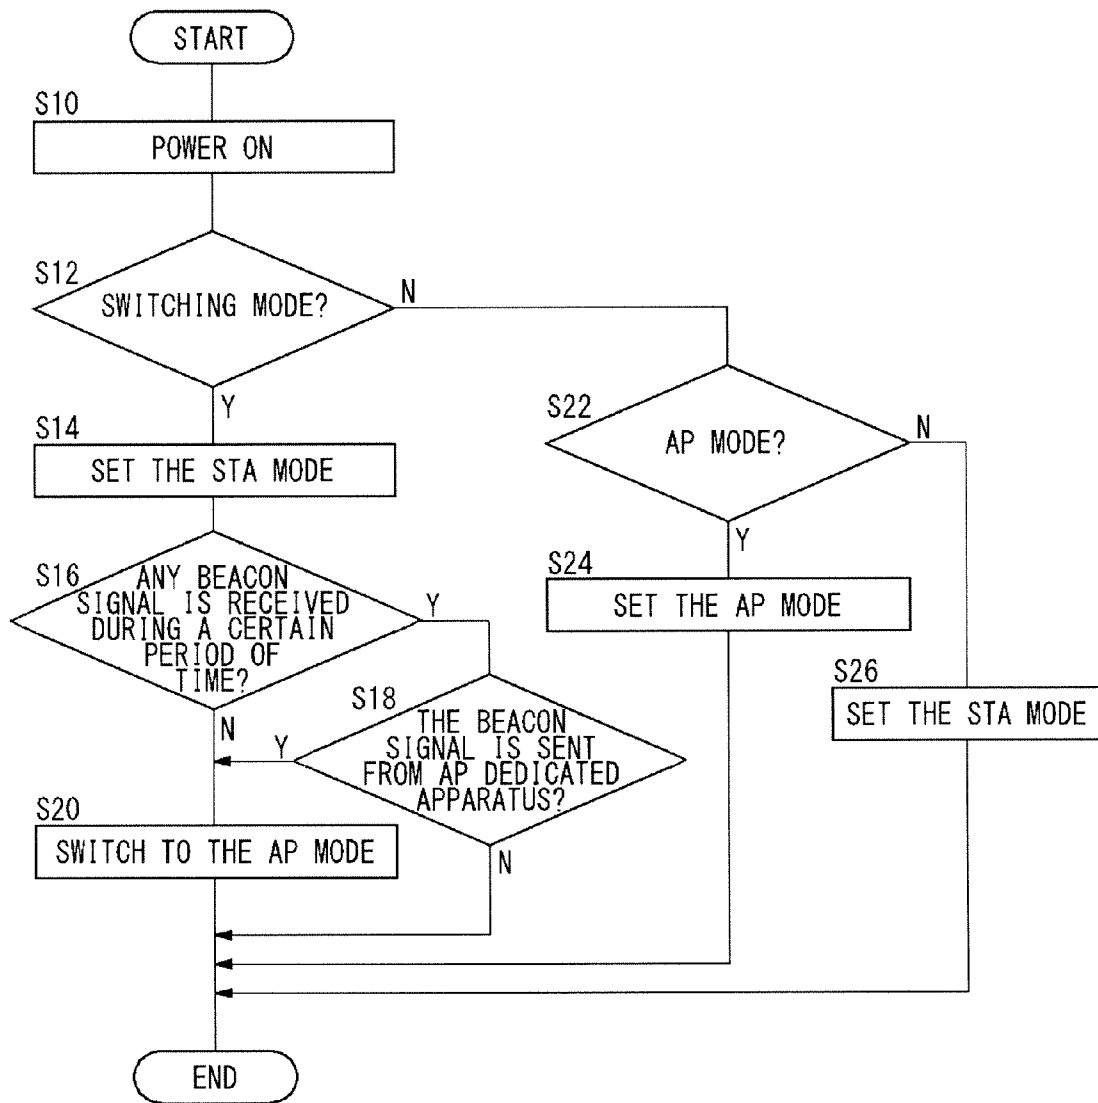 START
S10
POWER ON
S12
SWITCHING MODE?
N
Y
S14
SET THE STA MODE
S16
ANY BEACON
SIGNAL IS RECEIVED
DURING A CERTAIN
PERIOD OF
TIME?
Y
N
S18
THE BEACON
SIGNAL IS SENT
FROM AP DEDICATED
APPARATUS?
Y
N
S20
SWITCH TO THE AP MODE
S22
AP MODE?
N
Y
S24
SET THE AP MODE
S26
SET THE STA MODE
END